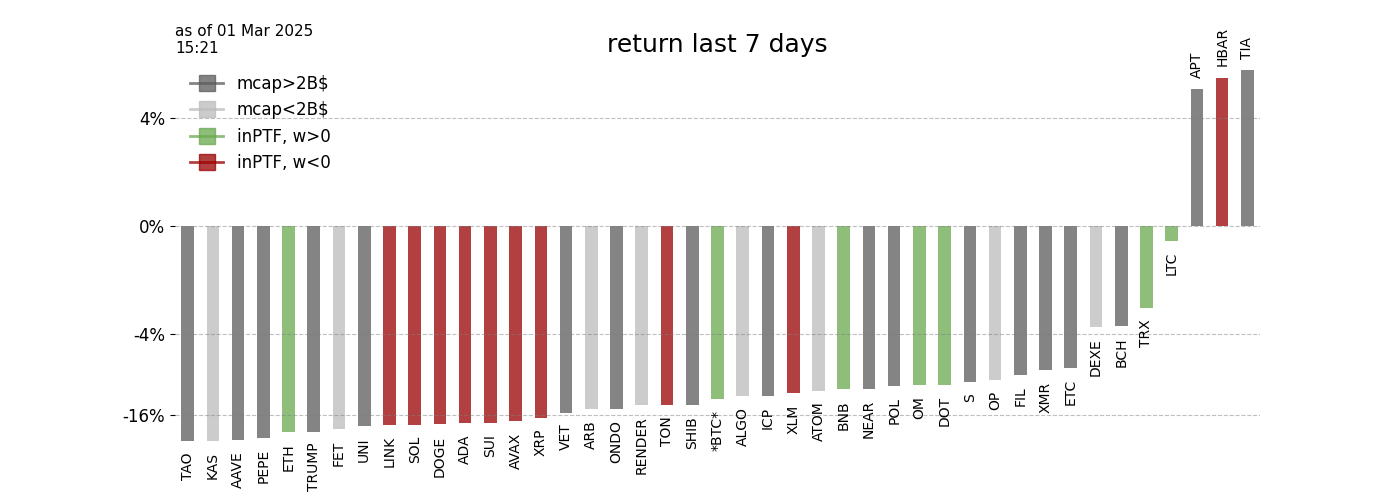 as of 01 Mar 2025
15:21
return last 7 days
mcap>2B$
mcap<2B$
inPTF, w>0
inPTF, w<0
4%
0%
-4%
-16%
TAO
KAS
AAVE
PEPE
ETH
TRUMP
FET
UNI
LINK
SOL
DOGE
ADA
SUI
AVAX
XRP
VET
ARB
ONDO
RENDER
TON
SHIB
*BTC*
ALGO
ICP
XLM
ATOM
BNB
NEAR
POL
OM
DOT
S
OP
FIL
XMR
ETC
DEXE
BCH
TRX
LTC
APT
HBAR
TIA